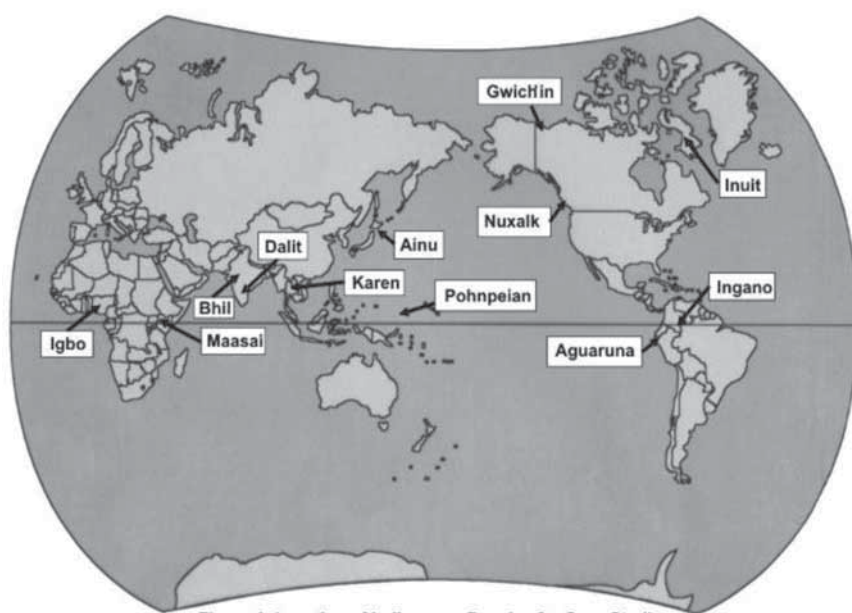 Gwich'in
Inuit
Nuxalk
Ainu
Dalit
Karen
Pohnpeian
Ingano
Bhil
Igbo
Maasai
Aguaruna